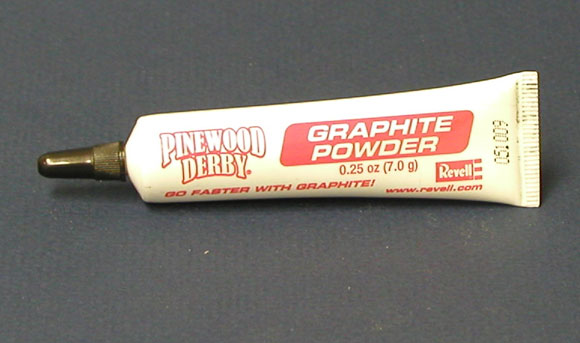 PINEWOOD
DERBY®
GRAPHITE
POWDER
0.25 oz (7.0 g)
GO FASTER WITH GRAPHITE!
Revell
www.revell.com
051009